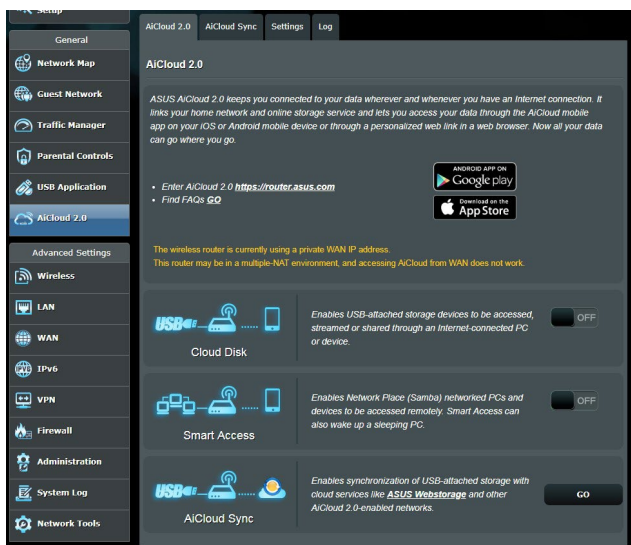 Setup
General
Network Map
Guest Network
Traffic Manager
Parental Controls
USB Application
AiCloud 2.0
Advanced Settings
Wireless
LAN
WAN
IPv6
VPN
Firewall
Administration
System Log
Network Tools
AiCloud 2.0 AiCloud Sync Settings Log
AiCloud 2.0
ASUS AiCloud 2.0 keeps you connected to your data wherever and whenever you have an Internet connection. It
links your home network and online storage service and lets you access your data through the AiCloud mobile
app on your iOS or Android mobile device or through a personalized web link in a web browser. Now all your data
can go where you go.
• Enter AiCloud 2.0 https://router.asus.com
• Find FAQs GO
ANDROID APP ON
Google play
Download on the
App Store
The wireless router is currently using a private WAN IP address.
This router may be in a multiple-NAT environment, and accessing AiCloud from WAN does not work.
USB
Cloud Disk
Enables USB-attached storage devices to be accessed,
streamed or shared through an Internet-connected PC
or device.
OFF
Smart Access
Enables Network Place (Samba) networked PCs and
devices to be accessed remotely. Smart Access can
also wake up a sleeping PC.
OFF
USB
AiCloud Sync
Enables synchronization of USB-attached storage with
cloud services like ASUS Webstorage and other
AiCloud 2.0-enabled networks.
GO